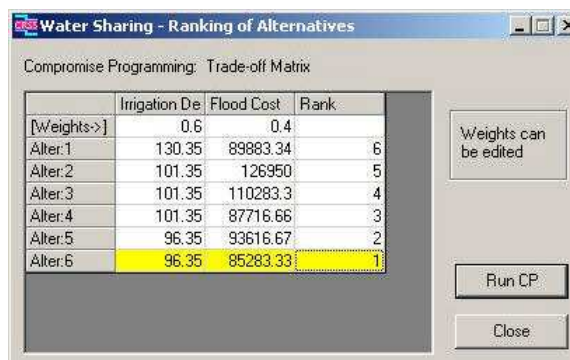 CRSS Water Sharing - Ranking of Alternatives
Compromise Programming: Trade-off Matrix
Irrigation De Flood Cost Rank
[Weights->] 0.6 0.4
Alter:1 130.35 89883.34 6
Alter:2 101.35 126950 5
Alter:3 101.35 110283.3 4
Alter:4 101.35 87716.66 3
Alter:5 96.35 93616.67 2
Alter:6 96.35 85283.33 1
Weights can
be edited
Run CP
Close